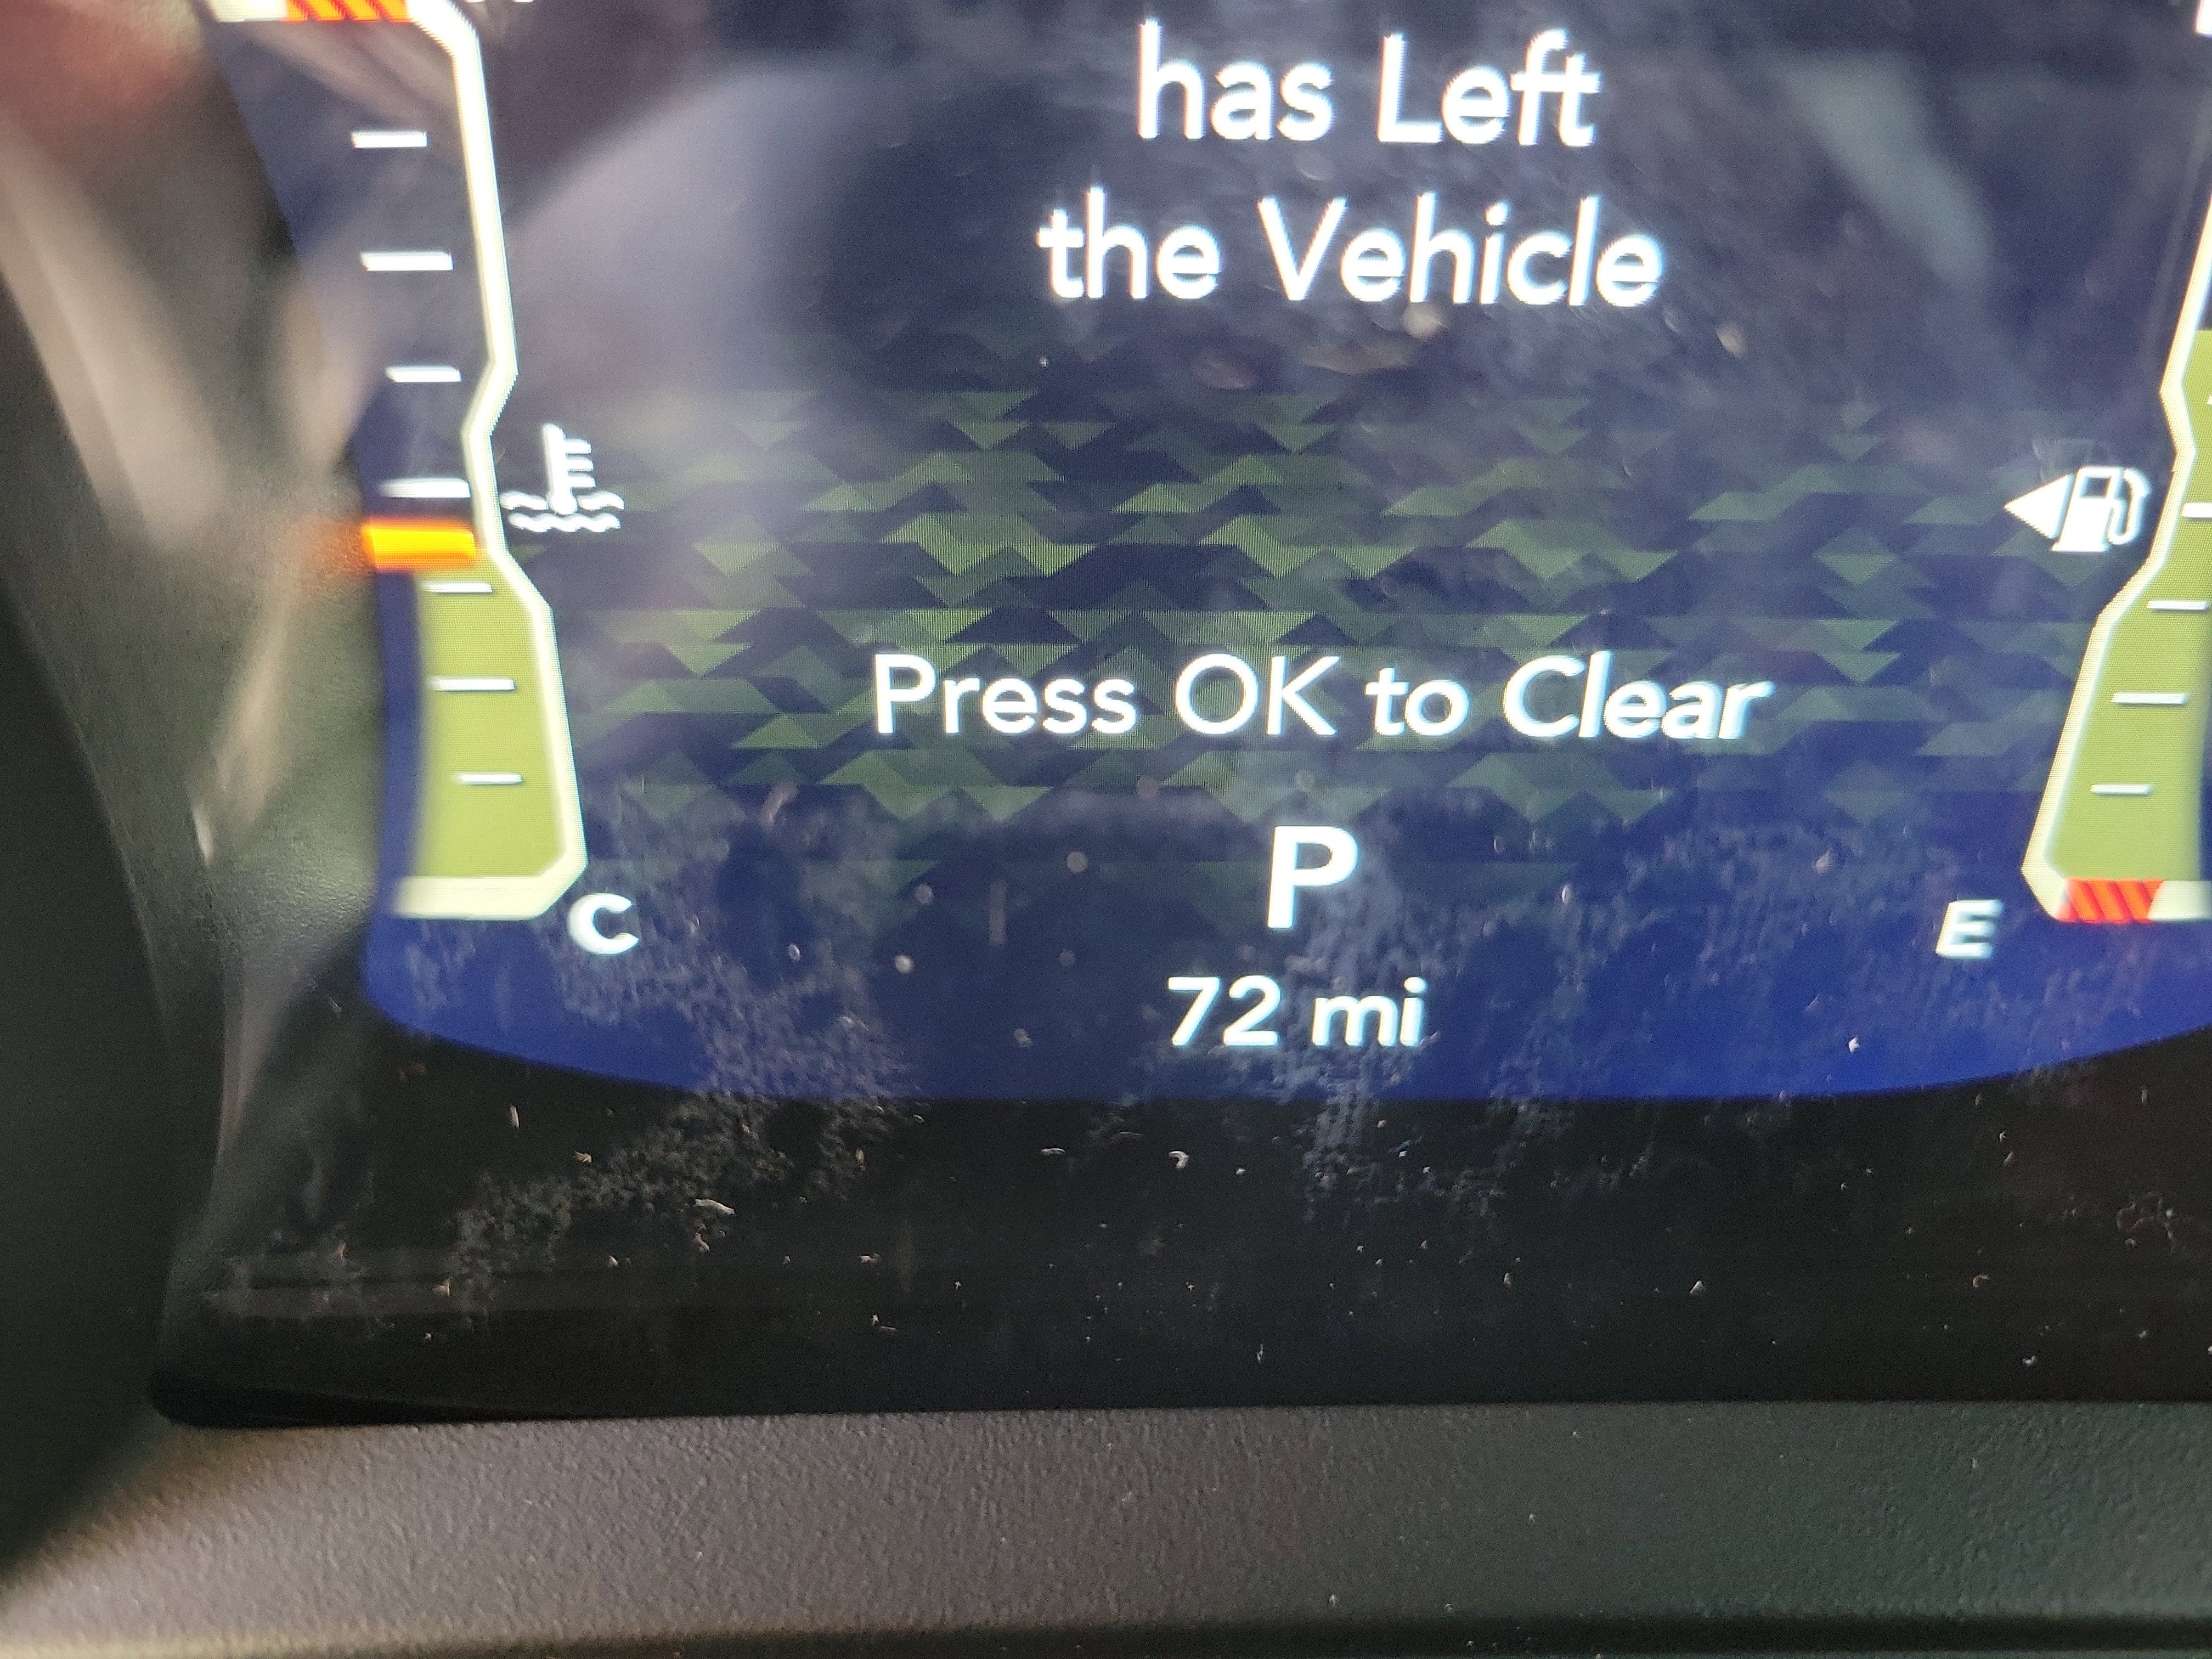 has Left
the Vehicle
Press OK to Clear
P
C
E
72 mi